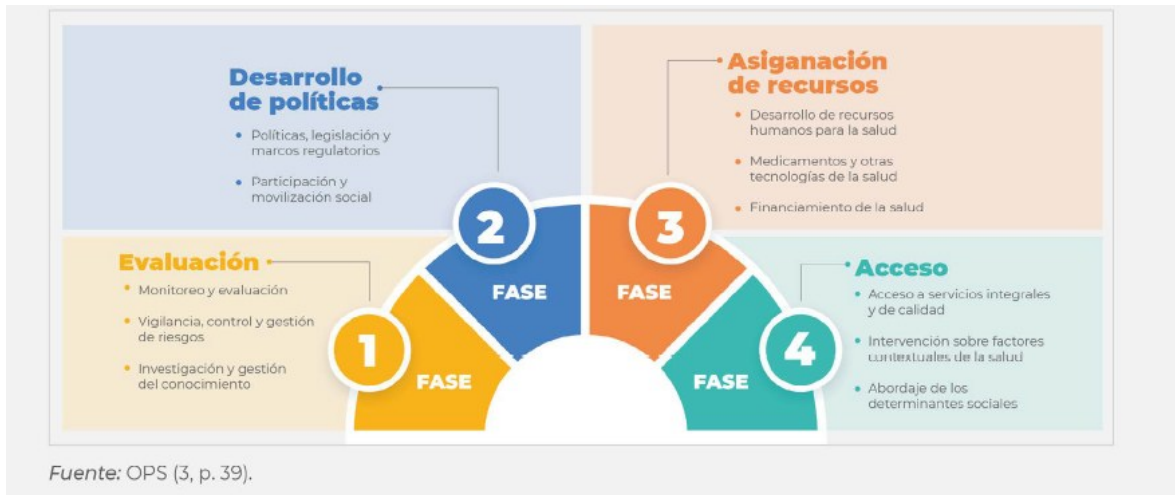 Desarrollo
de políticas
• Políticas, legislación y
marcos regulatorios
• Participación y
movilización social
Asiganación
de recursos
• Desarrollo de recursos
humanos para la salud
• Medicamentos y otras
tecnologías de la salud
• Financiamiento de la salud
Evaluación
• Monitoreo y evaluación
• Vigilancia, control y gestión
de riesgos
• Investigación y gestión
del conocimiento
1
FASE
2
FASE
3
FASE
4
FASE
Acceso
• Acceso a servicios integrales
y de calidad
• Intervención sobre factores
contextuales de la salud
• Abordaje de los
determinantes sociales
Fuente: OPS (3, p. 39).